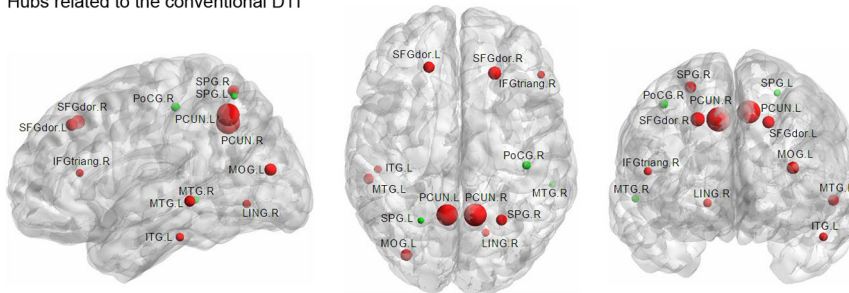 Hubs related to the conventional DTI
SPG.R
SPG.L
PoCG.R
SFGdor.R
SFGdor.L
PCUN.L
PCUN.R
IFGtriang.R
MOG.L
MTG.R
MTG.L
LING.R
ITG.L
SFGdor.L
SFGdor.R
IFGtriang.R
PoCG.R
ITG.L
MTG.L
MTG.R
PCUN.L
PCUN.R
SPG.L
SPG.R
LING.R
MOG.L
SPG.R
SPG.L
PoCG.R
PCUN.R
PCUN.L
SFGdor.R
SFGdor.L
MOG.L
IFGtriang.R
MTG.R
LING.R
MTG.
ITG.L